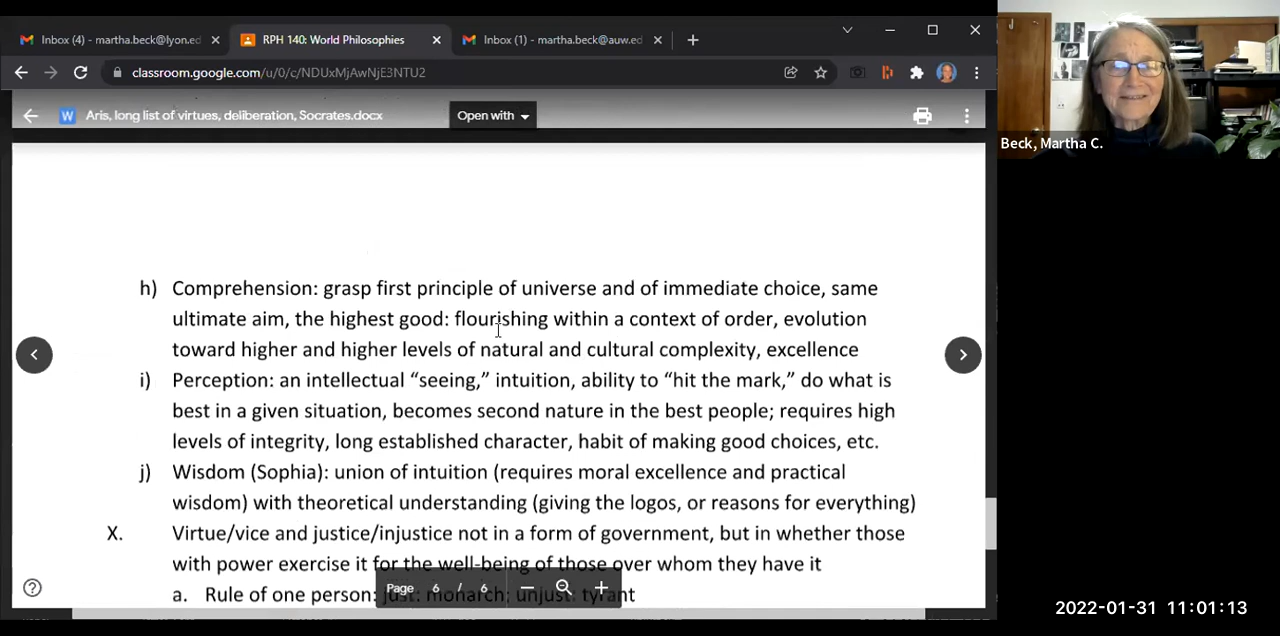 Inbox (4) - martha.beck@lyon.ed
RPH 140: World Philosophies
Inbox (1) - martha.beck@auw.ed
classroom.google.com/u/0/c/NDUxMjAwNjE3NTU2
W
Aris, long list of virtues, deliberation, Socrates.docx
Open with
J
Beck, Martha C.
h) Comprehension: grasp first principle of universe and of immediate choice, same
ultimate aim, the highest good: flourishing within a context of order, evolution
toward higher and higher levels of natural and cultural complexity, excellence
i) Perception: an intellectual “seeing,” intuition, ability to “hit the mark,” do what is
best in a given situation, becomes second nature in the best people; requires high
levels of integrity, long established character, habit of making good choices, etc.
j) Wisdom (Sophia): union of intuition (requires moral excellence and practical
wisdom) with theoretical understanding (giving the logos, or reasons for everything)
X. Virtue/vice and justice/injustice not in a form of government, but in whether those
with power exercise it for the well-being of those over whom they have it
a. Rule of one person: just: monarch; unjust: tyrant
Page 6 / 6
2022-01-31 11:01:13